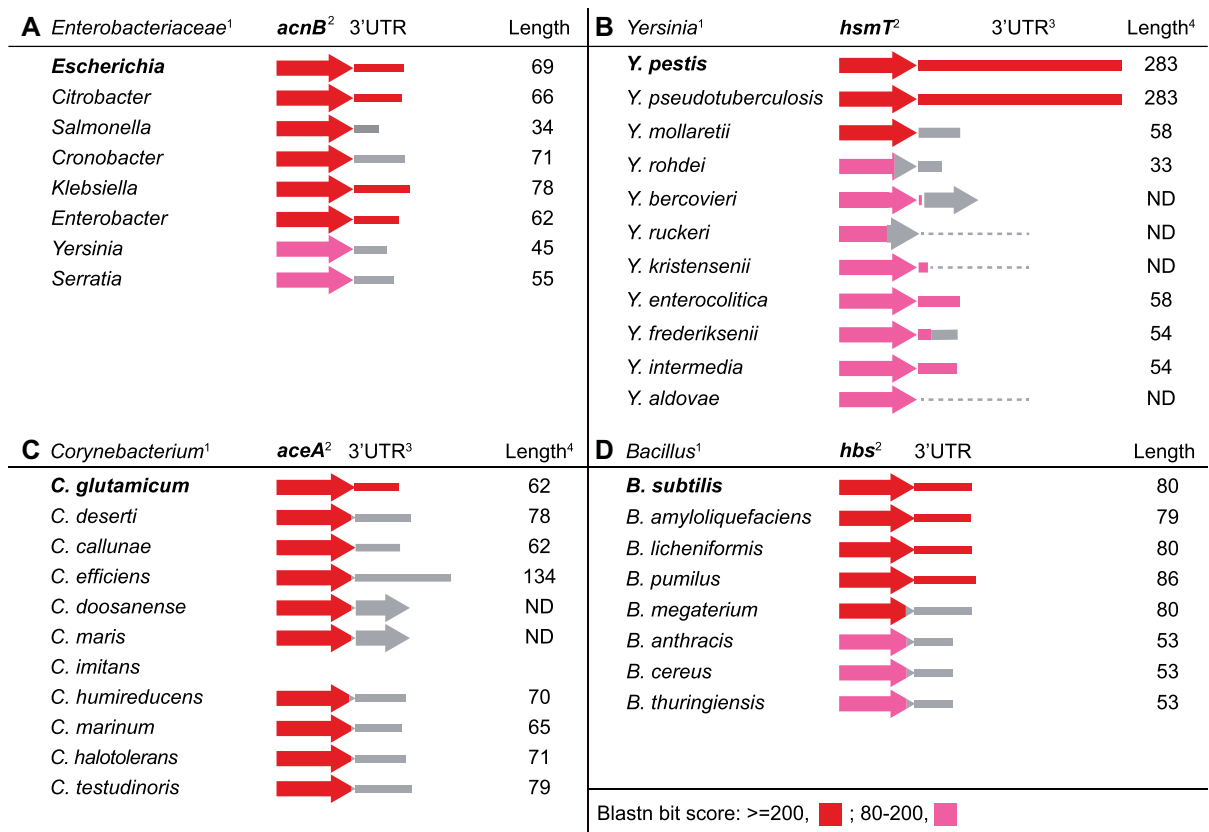 A Enterobacteriaceae¹ acnB² 3’UTR Length
Escherichia 69
Citrobacter 66
Salmonella 34
Cronobacter 71
Klebsiella 78
Enterobacter 62
Yersinia 45
Serratia 55
B Yersinia¹ hsmT² 3’UTR³ Length⁴
Y. pestis 283
Y. pseudotuberculosis 283
Y. mollaretii 58
Y. rohdei 33
Y. bercovieri ND
Y. ruckeri ND
Y. kristensenii ND
Y. enterocolitica 58
Y. frederiksenii 54
Y. intermedia 54
Y. aldovae ND
C Corynebacterium¹ aceA² 3’UTR³ Length⁴
C. glutamicum 62
C. deserti 78
C. callunae 62
C. efficiens 134
C. doosanense ND
C. maris ND
C. imitans
C. humireducens 70
C. marinum 65
C. halotolerans 71
C. testudinoris 79
D Bacillus¹ hbs² 3’UTR Length
B. subtilis 80
B. amyloliquefaciens 79
B. licheniformis 80
B. pumilus 86
B. megaterium 80
B. anthracis 53
B. cereus 53
B. thuringiensis 53
Blastn bit score: >=200, ; 80-200,